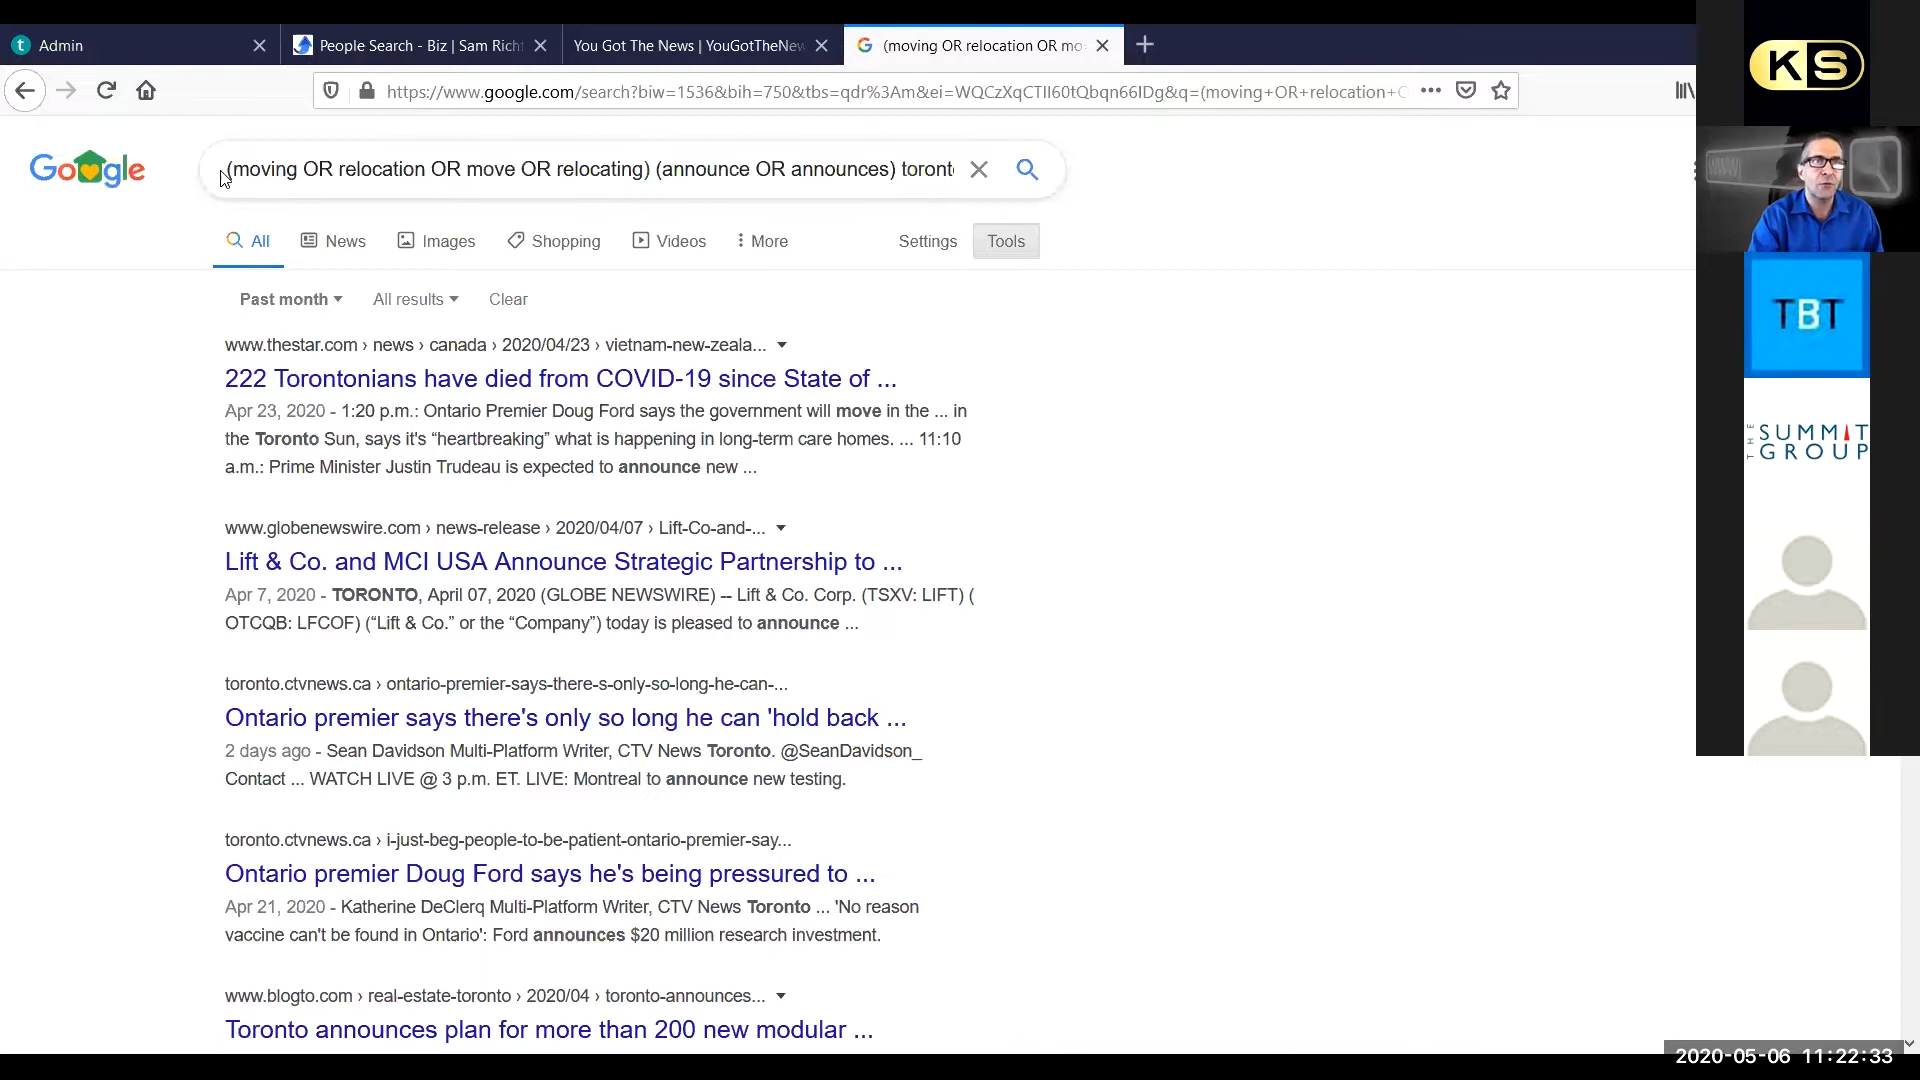 Admin
People Search - Biz | Sam Rich
You Got The News | YouGotTheNew
(moving OR relocation OR mo
https://www.google.com/search?biw=1536&bih=750&tbs=qdr%3Am&ei=WQCzXqCTII60tQbqn66IDg&q=(moving+OR+relocation+O
Google
(moving OR relocation OR move OR relocating) (announce OR announces) toront
All
News
Images
Shopping
Videos
More
Settings
Tools
Past month
All results
Clear
www.thestar.com › news › canada › 2020/04/23 › vietnam-new-zeala...
222 Torontonians have died from COVID-19 since State of ...
Apr 23, 2020 - 1:20 p.m.: Ontario Premier Doug Ford says the government will move in the ... in
the Toronto Sun, says it's “heartbreaking” what is happening in long-term care homes. ... 11:10
a.m.: Prime Minister Justin Trudeau is expected to announce new ...
www.globenewswire.com › news-release › 2020/04/07 › Lift-Co-and-...
Lift & Co. and MCI USA Announce Strategic Partnership to ...
Apr 7, 2020 - TORONTO, April 07, 2020 (GLOBE NEWSWIRE) -- Lift & Co. Corp. (TSXV: LIFT) (
OTCQB: LFCOF) (“Lift & Co.” or the “Company”) today is pleased to announce ...
toronto.ctvnews.ca › ontario-premier-says-there-s-only-so-long-he-can-...
Ontario premier says there's only so long he can 'hold back ...
2 days ago - Sean Davidson Multi-Platform Writer, CTV News Toronto. @SeanDavidson_
Contact ... WATCH LIVE @ 3 p.m. ET. LIVE: Montreal to announce new testing.
toronto.ctvnews.ca › i-just-beg-people-to-be-patient-ontario-premier-say...
Ontario premier Doug Ford says he's being pressured to ...
Apr 21, 2020 - Katherine DeClerq Multi-Platform Writer, CTV News Toronto ... 'No reason
vaccine can't be found in Ontario': Ford announces $20 million research investment.
www.blogto.com › real-estate-toronto › 2020/04 › toronto-announces...
Toronto announces plan for more than 200 new modular ...
KS
TBT
THE SUMMIT
GROUP
2020-05-06 11:22:33